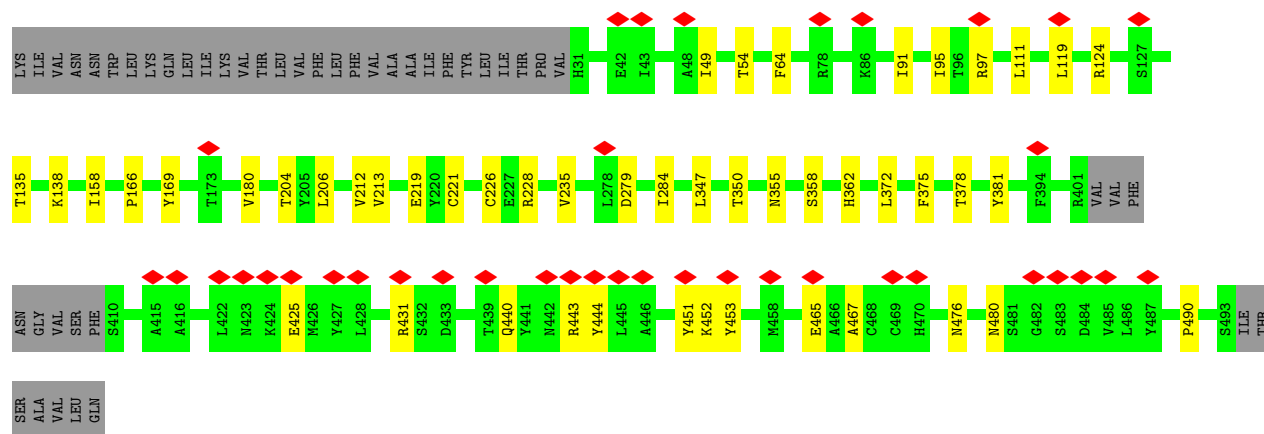 LYS ILE VAL ASN ASN TRP LEU LYS GLN LEU ILE LYS VAL THR LEU VAL PHE LEU PHE VAL ALA ALA ILE PHE TYR LEU ILE THR PRO VAL H31 E42 I43 A48 I49 T54 F64 R78 K86 I91 I95 T96 R97 L111 L119 R124 S127
T135 K138 I158 P166 Y169 T173 V180 T204 Y205 L206 V212 V213 E219 Y220 C221 C226 E227 R228 V235 L278 D279 I284 L347 T350 N355 S358 H362 L372 F375 T378 Y381 F394 R401 VAL VAL PHE
ASN GLY VAL SER PHE S410 A415 A416 L422 N423 K424 E425 M426 Y427 L428 R431 S432 D433 T439 Q440 Y441 N442 R443 Y444 L445 A446 Y451 K452 Y453 M458 E465 A466 A467 C468 C469 H470 N476 N480 S481 G482 S483 D484 V485 L486 Y487 P490 S493 ILE THR
SER ALA VAL LEU GLN